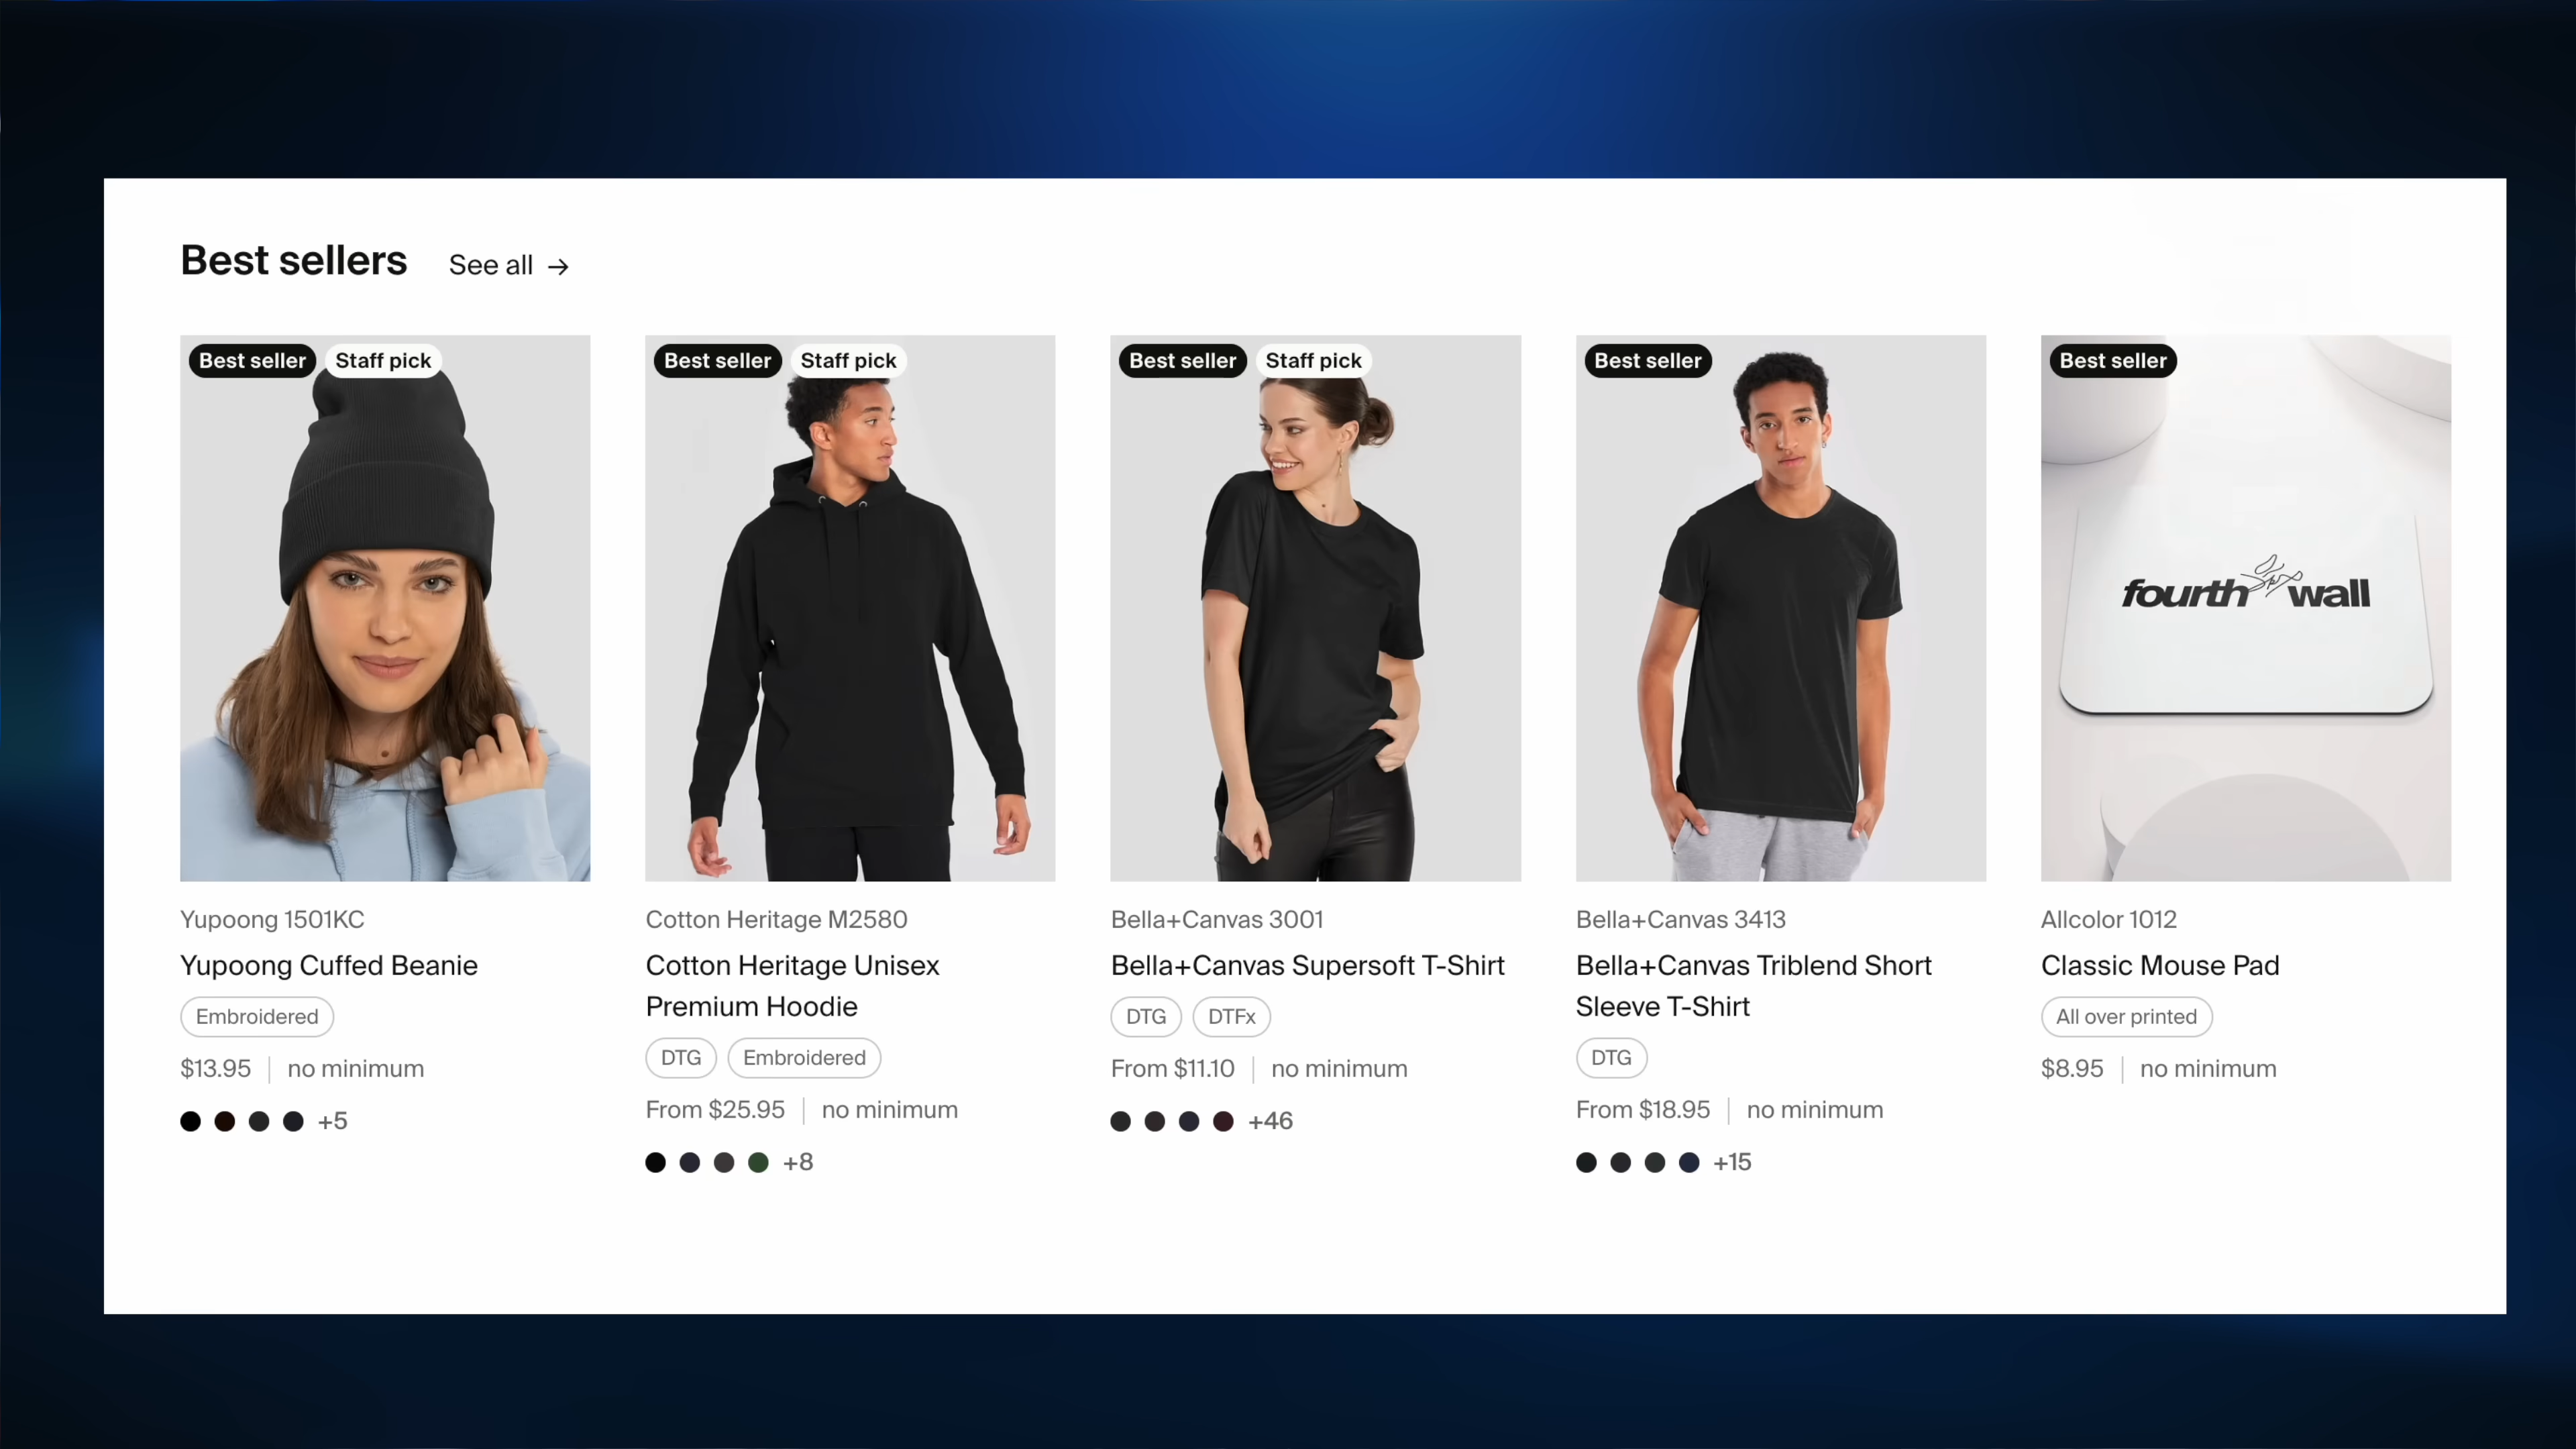 Best sellers See all →
Best seller Staff pick
Yupoong 1501KC
Yupoong Cuffed Beanie
Embroidered
$13.95 | no minimum
+5
Best seller Staff pick
Cotton Heritage M2580
Cotton Heritage Unisex
Premium Hoodie
DTG Embroidered
From $25.95 | no minimum
+8
Best seller Staff pick
Bella+Canvas 3001
Bella+Canvas Supersoft T-Shirt
DTG DTFx
From $11.10 | no minimum
+46
Best seller
Bella+Canvas 3413
Bella+Canvas Triblend Short
Sleeve T-Shirt
DTG
From $18.95 | no minimum
+15
Best seller
fourth wall
Allcolor 1012
Classic Mouse Pad
All over printed
$8.95 | no minimum